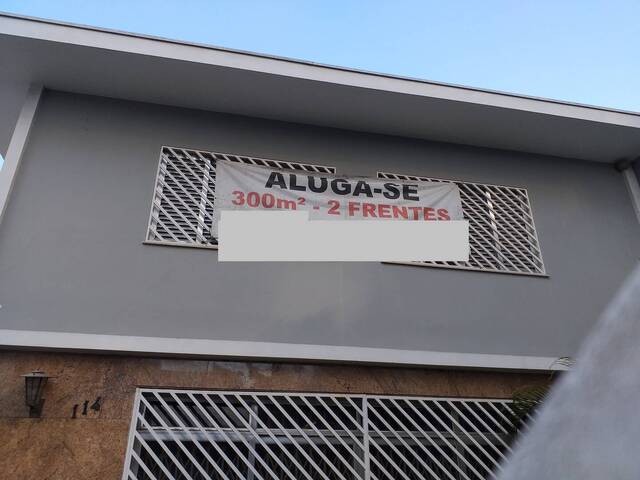 ALUGA-SE
300m² - 2 FRENTES
114